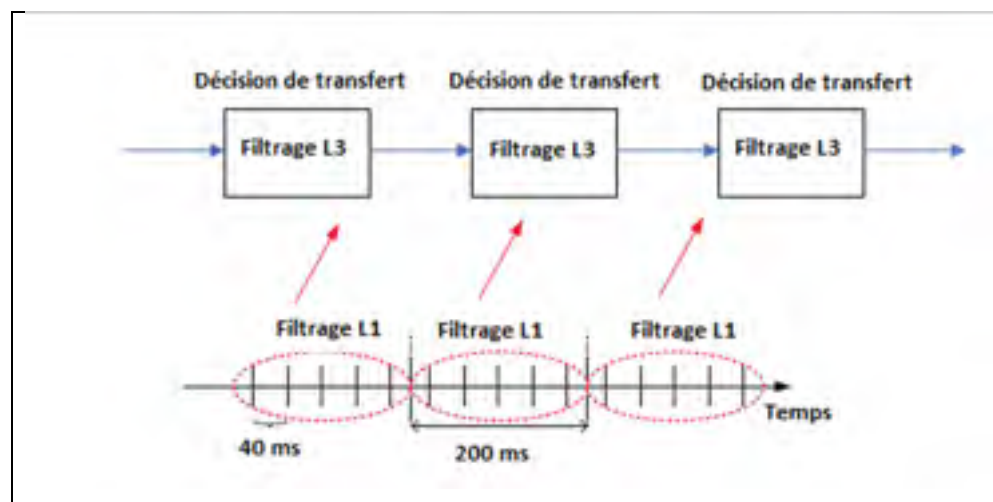 Décision de transfert Décision de transfert Décision de transfert
Filtrage L3 Filtrage L3 Filtrage L3
Filtrage L1 Filtrage L1 Filtrage L1
Temps
40 ms 200 ms